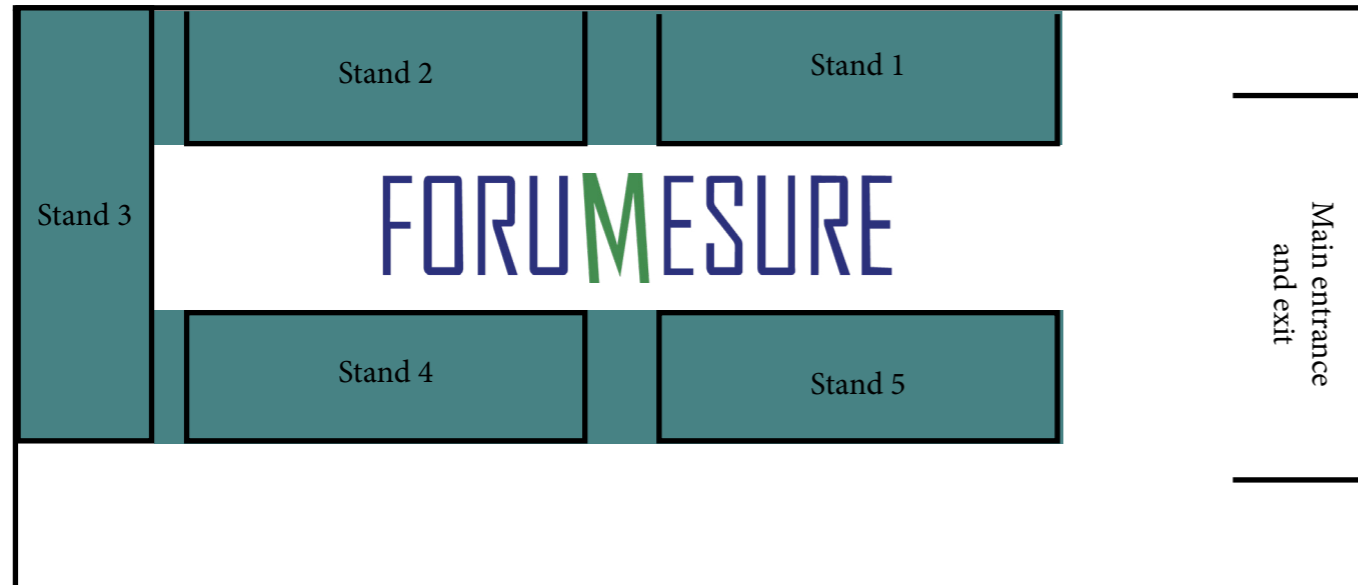 Stand 2
Stand 1
Stand 3
FORUMESURE
Main entrance
and exit
Stand 4
Stand 5